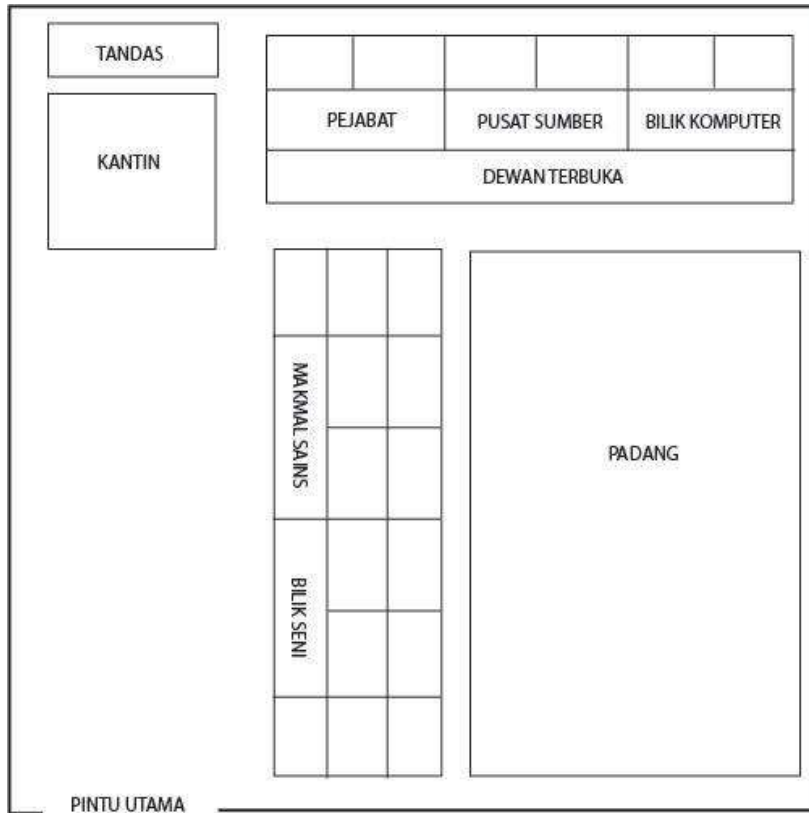 TANDAS
PEJABAT
PUSAT SUMBER
BILIK KOMPUTER
KANTIN
DEWAN TERBUKA
MAKMAL SAINS
PADANG
BILIK SENI
PINTU UTAMA